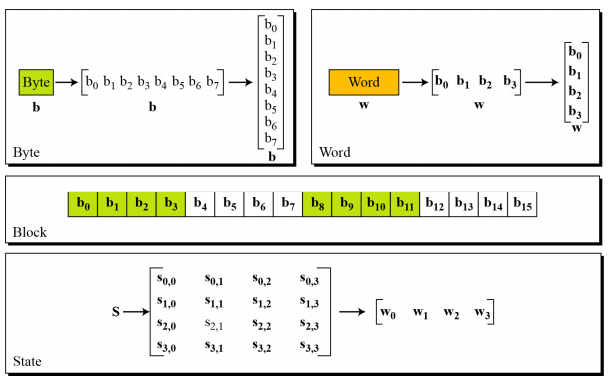 Byte b₀ b₁ b₂ b₃ b₄ b₅ b₆ b₇
b b
b₀
b₁
b₂
b₃
b₄
b₅
b₆
b₇
b
Byte
Word b₀ b₁ b₂ b₃
w w
b₀
b₁
b₂
b₃
w
Word
b₀ b₁ b₂ b₃ b₄ b₅ b₆ b₇ b₈ b₉ b₁₀ b₁₁ b₁₂ b₁₃ b₁₄ b₁₅
Block
s₀,₀ s₀,₁ s₀,₂ s₀,₃
s₁,₀ s₁,₁ s₁,₂ s₁,₃
S w₀ w₁ w₂ w₃
s₂,₀ s₂,₁ s₂,₂ s₂,₃
s₃,₀ s₃,₁ s₃,₂ s₃,₃
State